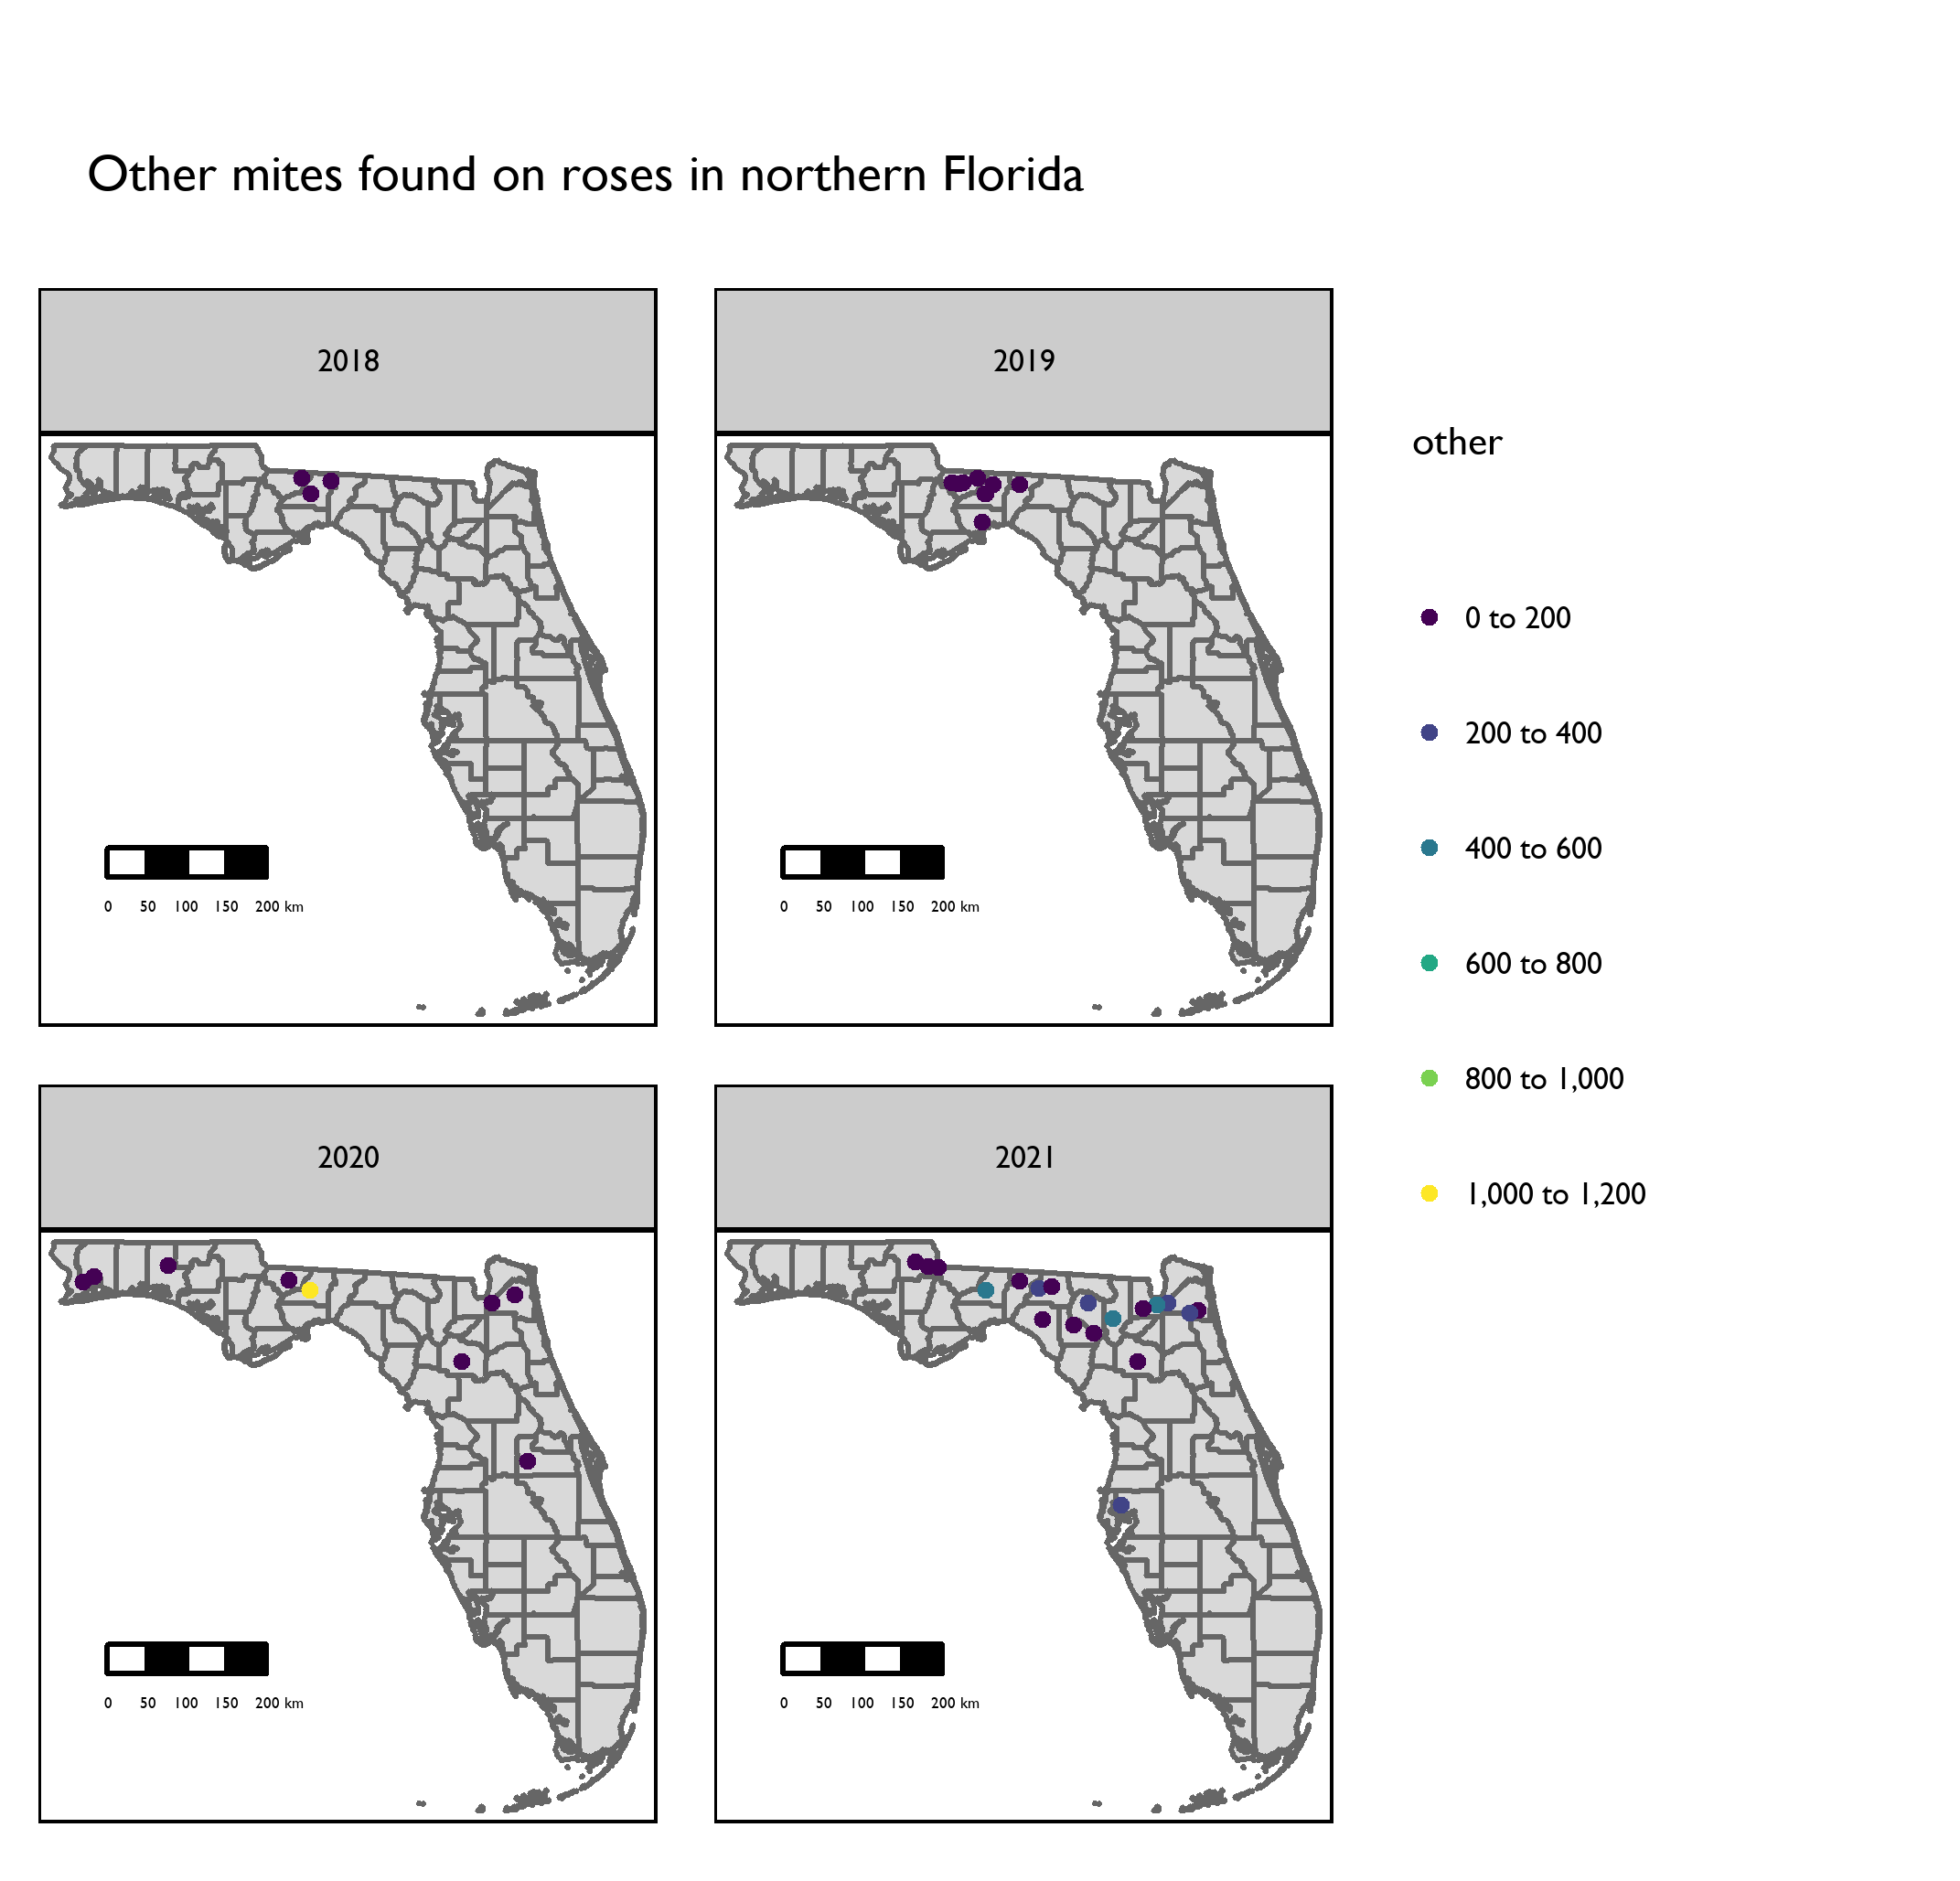 Other mites found on roses in northern Florida
2018
2019
other
0 to 200
200 to 400
400 to 600
600 to 800
800 to 1,000
1,000 to 1,200
0 50 100 150 200 km
0 50 100 150 200 km
2020
2021
0 50 100 150 200 km
0 50 100 150 200 km